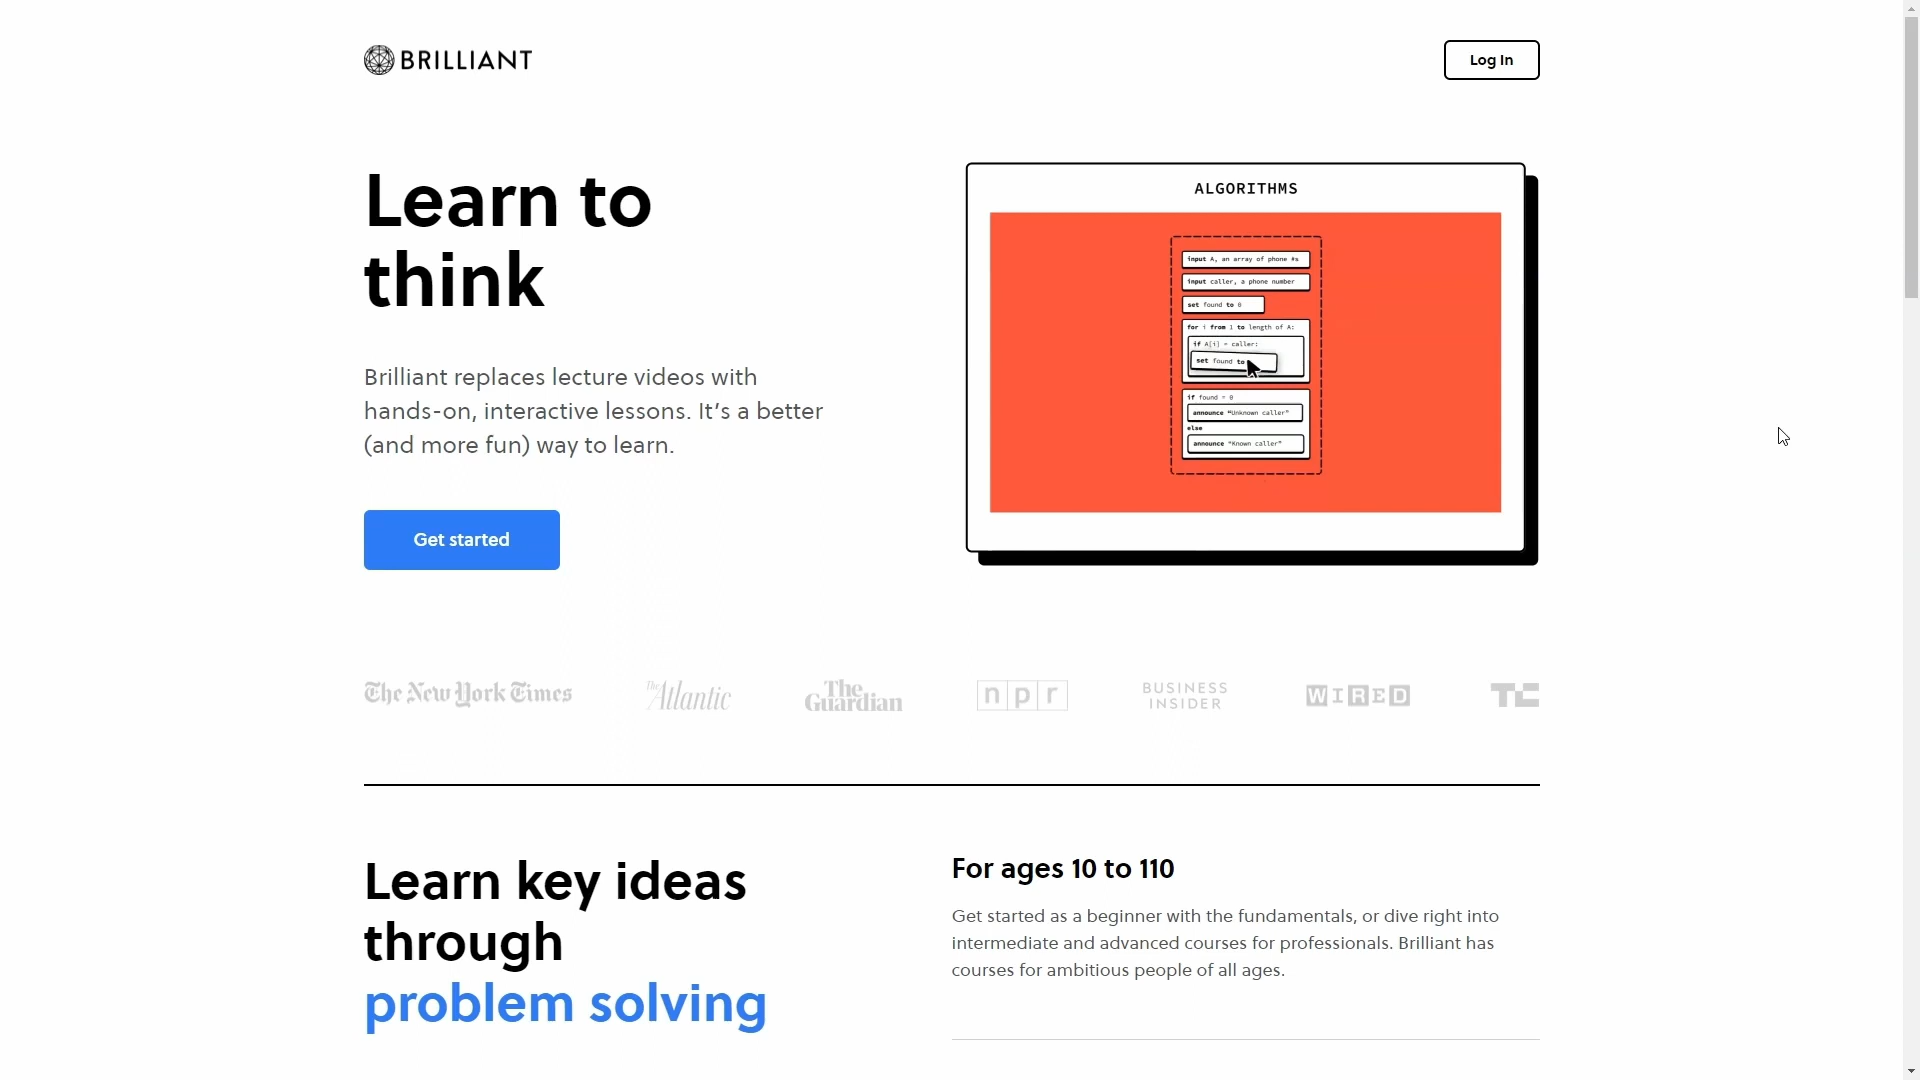 BRILLIANT
Log In
Learn to
think
Brilliant replaces lecture videos with
hands-on, interactive lessons. It’s a better
(and more fun) way to learn.
Get started
ALGORITHMS
input A, an array of phone #s
input caller, a phone number
set found to 0
for i from 1 to length of A:
if A[i] = caller:
set found to
if found = 0
announce “Unknown caller”
else
announce “Known caller”
The New York Times
The Atlantic
The
Guardian
npr
BUSINESS
INSIDER
WIRED
TC
Learn key ideas
through
problem solving
For ages 10 to 110
Get started as a beginner with the fundamentals, or dive right into
intermediate and advanced courses for professionals. Brilliant has
courses for ambitious people of all ages.